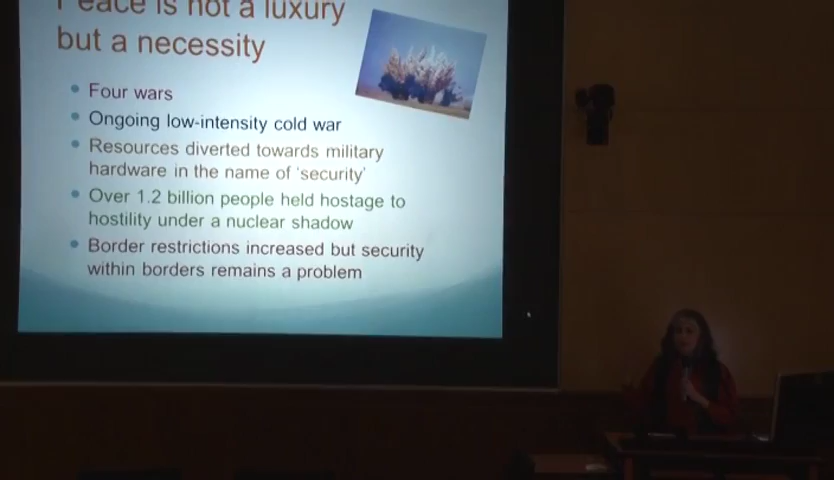 Peace is not a luxury
but a necessity
Four wars
Ongoing low-intensity cold war
Resources diverted towards military
hardware in the name of ‘security’
Over 1.2 billion people held hostage to
hostility under a nuclear shadow
Border restrictions increased but security
within borders remains a problem